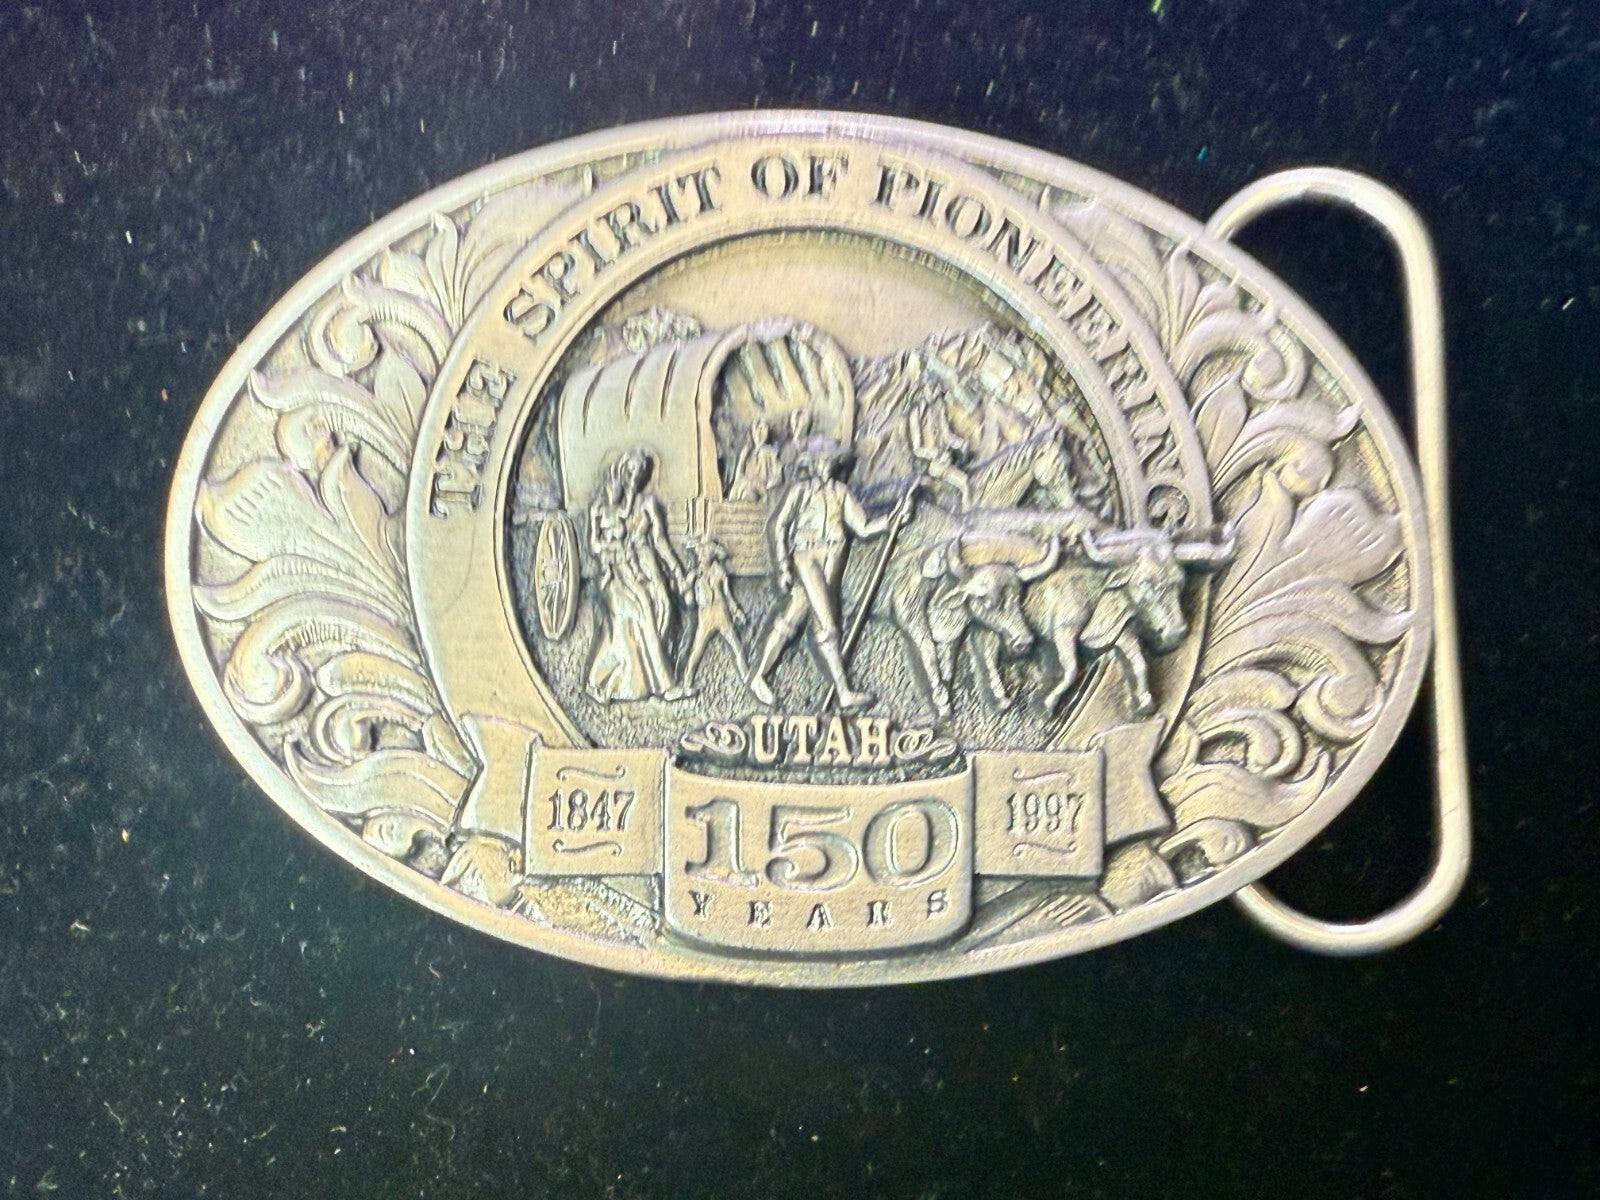 THE SPIRIT OF PIONEERING
UTAH
1847
150
1997
YEARS